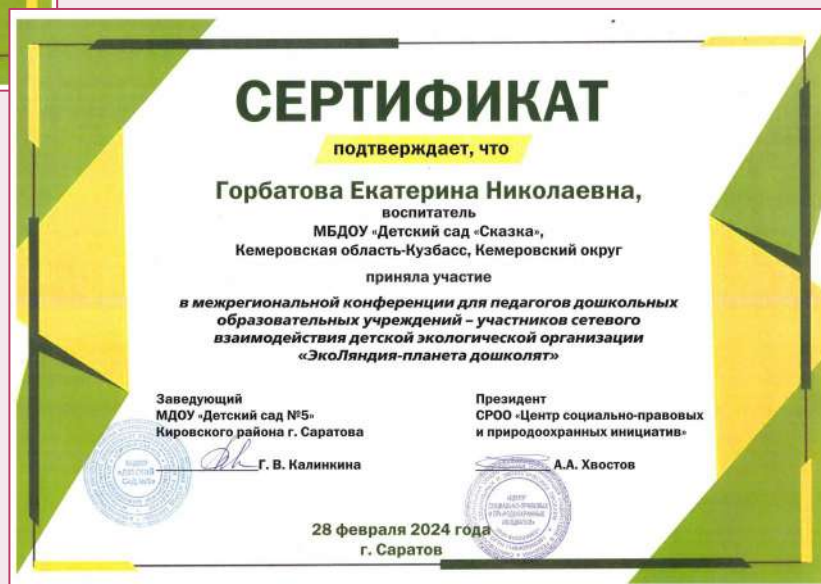 СЕРТИФИКАТ
подтверждает, что
Горбатова Екатерина Николаевна,
воспитатель
МБДОУ «Детский сад «Сказка»,
Кемеровская область-Кузбасс, Кемеровский округ
приняла участие
в межрегиональной конференции для педагогов дошкольных
образовательных учреждений – участников сетевого
взаимодействия детской экологической организации
«ЭкоЛяндия-планета дошколят»
Заведующий
МДОУ «Детский сад №5»
Кировского района г. Саратова
Г. В. Калинкина
Президент
СРОО «Центр социально-правовых
и природоохранных инициатив»
А.А. Хвостов
28 февраля 2024 года
г. Саратов